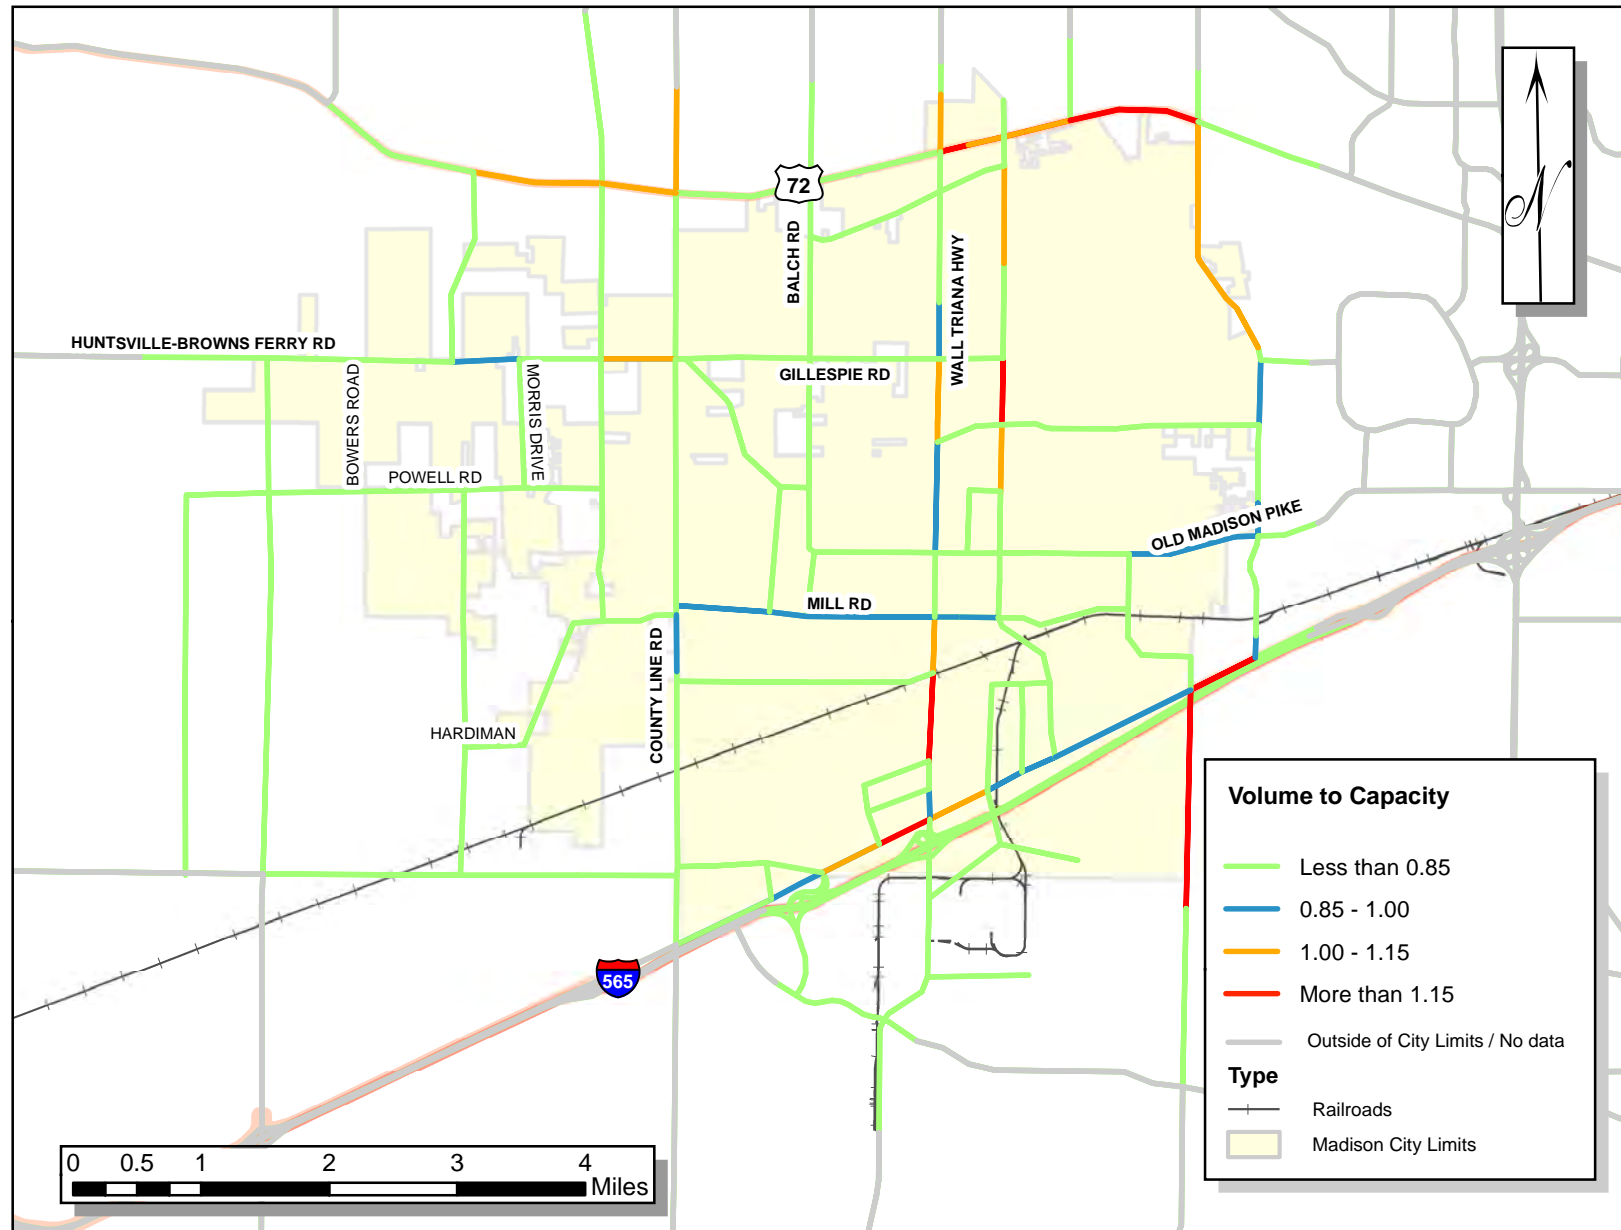 N
72
BALCH RD
WALL TRIANA HWY
HUNTSVILLE-BROWNS FERRY RD
GILLESPIE RD
BOWERS ROAD
MORRIS DRIVE
POWELL RD
OLD MADISON PIKE
MILL RD
COUNTY LINE RD
HARDIMAN
565
Volume to Capacity
Less than 0.85
0.85 - 1.00
1.00 - 1.15
More than 1.15
Outside of City Limits / No data
Type
Railroads
Madison City Limits
0 0.5 1 2 3 4
Miles